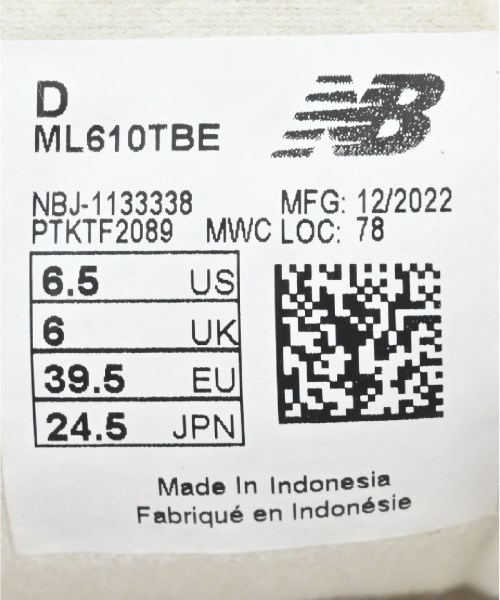 D
ML610TBE
NB
NBJ-1133338 MFG: 12/2022
PTKTF2089 MWC LOC: 78
6.5 US
6 UK
39.5 EU
24.5 JPN
Made In Indonesia
Fabriqué en Indonésie